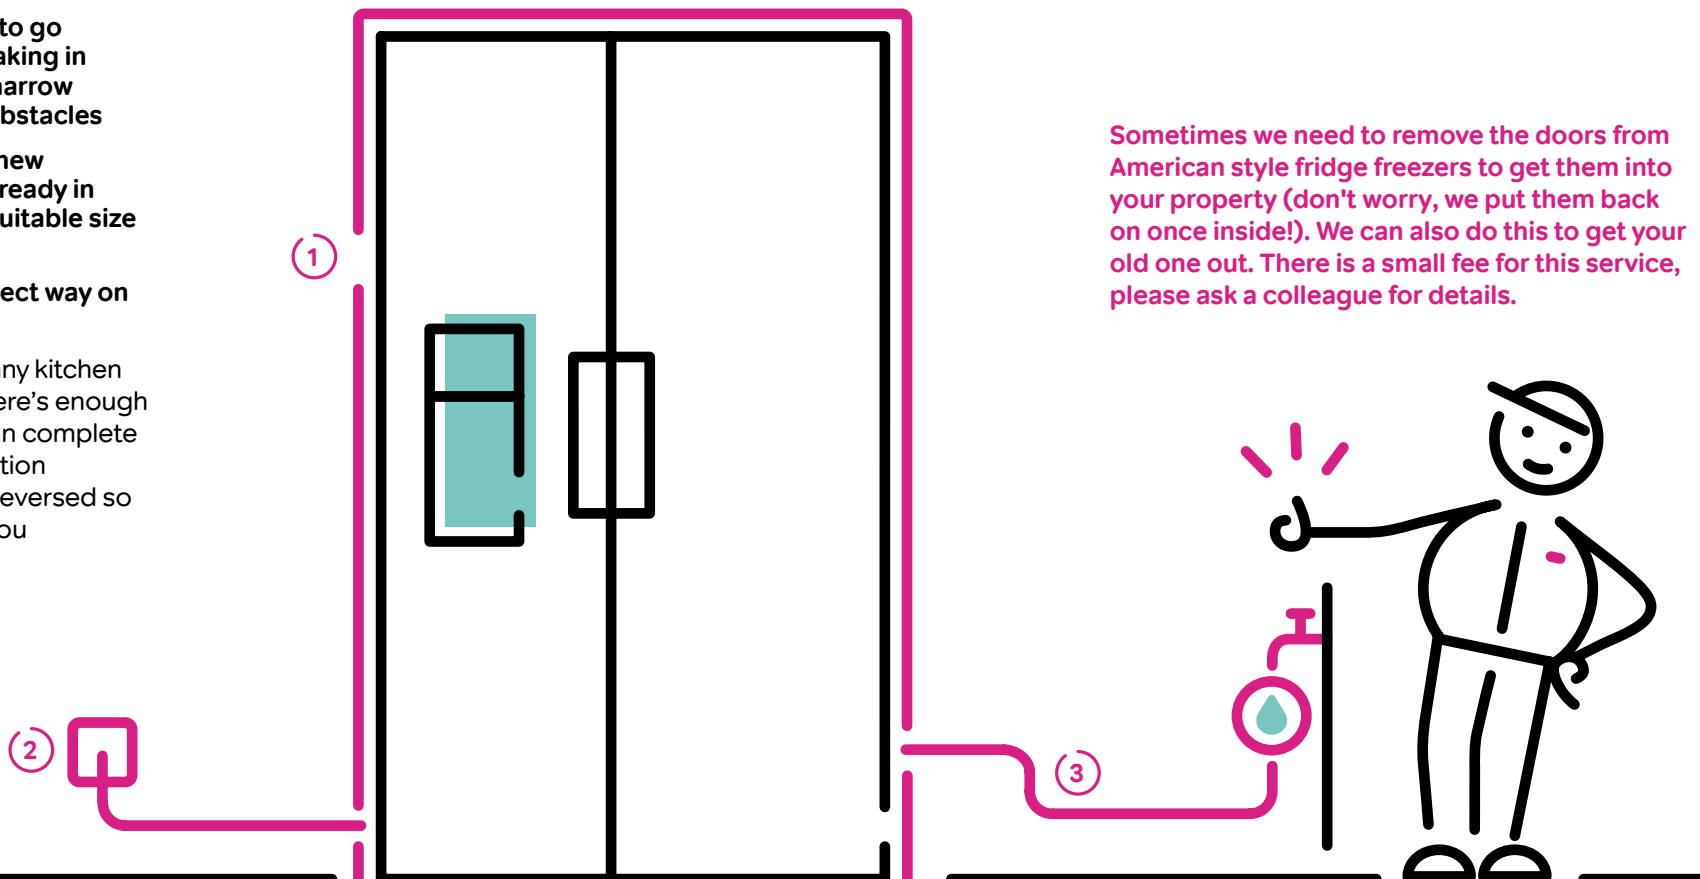 to go
aking in
narrow
bstacles
new
ready in
uitable size
ect way on
any kitchen
ere's enough
n complete
tion
eversed so
ou
1
2
3
Sometimes we need to remove the doors from
American style fridge freezers to get them into
your property (don't worry, we put them back
on once inside!). We can also do this to get your
old one out. There is a small fee for this service,
please ask a colleague for details.